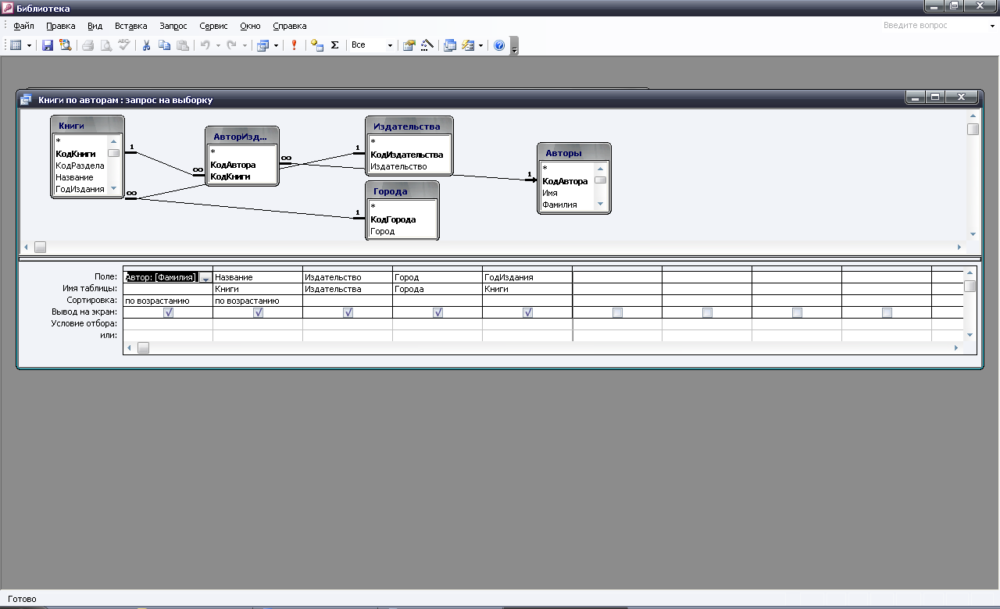 Библиотека
Файл Правка Вид Вставка Запрос Сервис Окно Справка Введите вопрос
ABC Σ Все
Книги по авторам : запрос на выборку
Книги
*
КодКниги
КодРаздела
Название
ГодИздания
1
∞
АвторИзд...
*
КодАвтора
КодКниги
∞
∞
Издательства
*
КодИздательства
Издательство
1
Города
*
КодГорода
Город
1
Авторы
*
КодАвтора
Имя
Фамилия
1
Поле: Автор: [Фамилия] Название Издательство Город ГодИздания
Имя таблицы: Книги Издательства Города Книги
Сортировка: по возрастанию по возрастанию
Вывод на экран:
Условие отбора:
или:
Готово